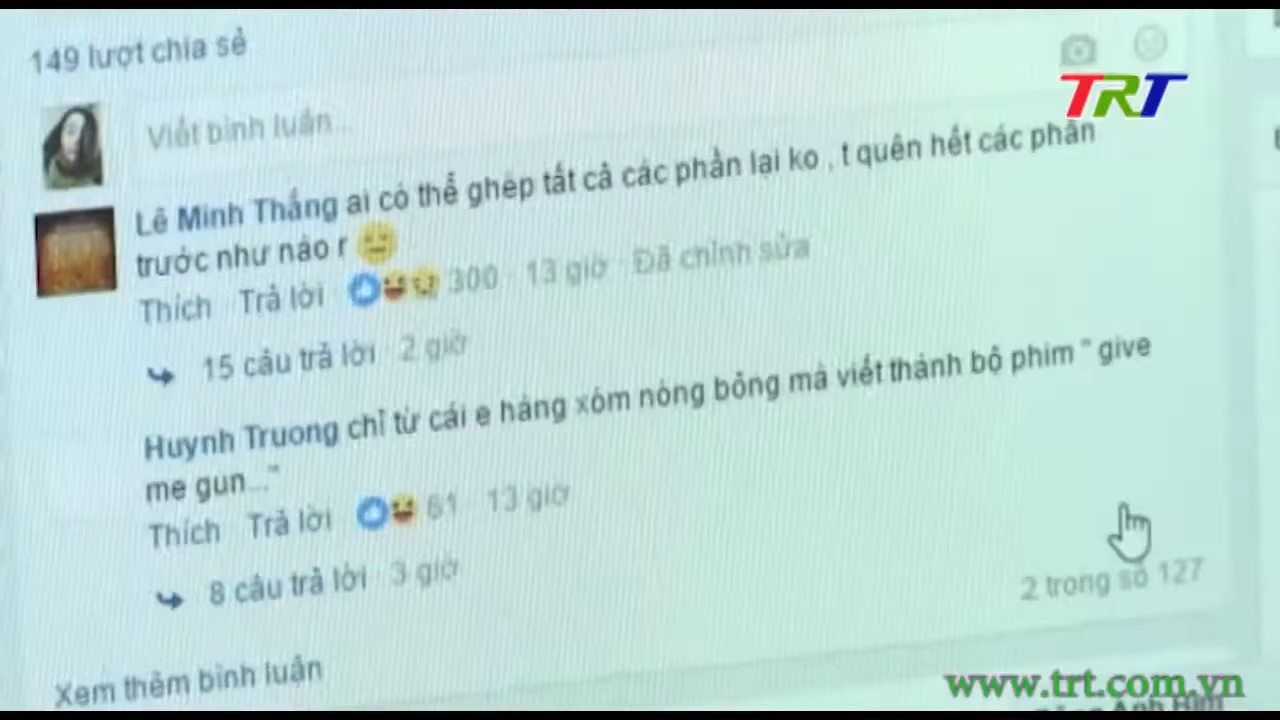 149 lượt chia sẻ
TRT
Viết bình luận...
Lê Minh Thắng ai có thể ghép tất cả các phần lại ko , t quên hết các phần
trước như nào r
Thích Trả lời 300 · 13 giờ · Đã chỉnh sửa
15 câu trả lời · 2 giờ
Huynh Truong chỉ từ cái e hàng xóm nóng bỏng mà viết thành bộ phim " give
me gun..."
Thích Trả lời 81 · 13 giờ
8 câu trả lời · 3 giờ
2 trong số 127
Xem thêm bình luận
www.trt.com.vn